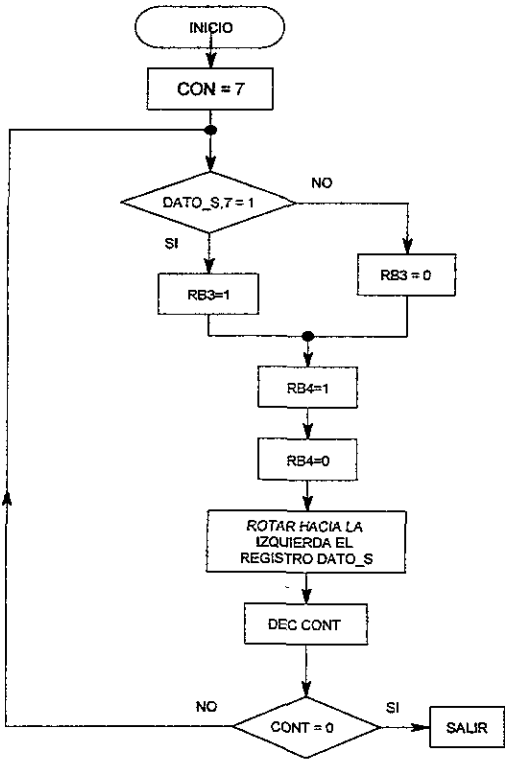 INICIO
CON = 7
DATO_S,7 = 1
NO
SI
RB3=1
RB3 = 0
RB4=1
RB4=0
ROTAR HACIA LA
IZQUIERDA EL
REGISTRO DATO_S
DEC CONT
NO
CONT = 0
SI
SALIR